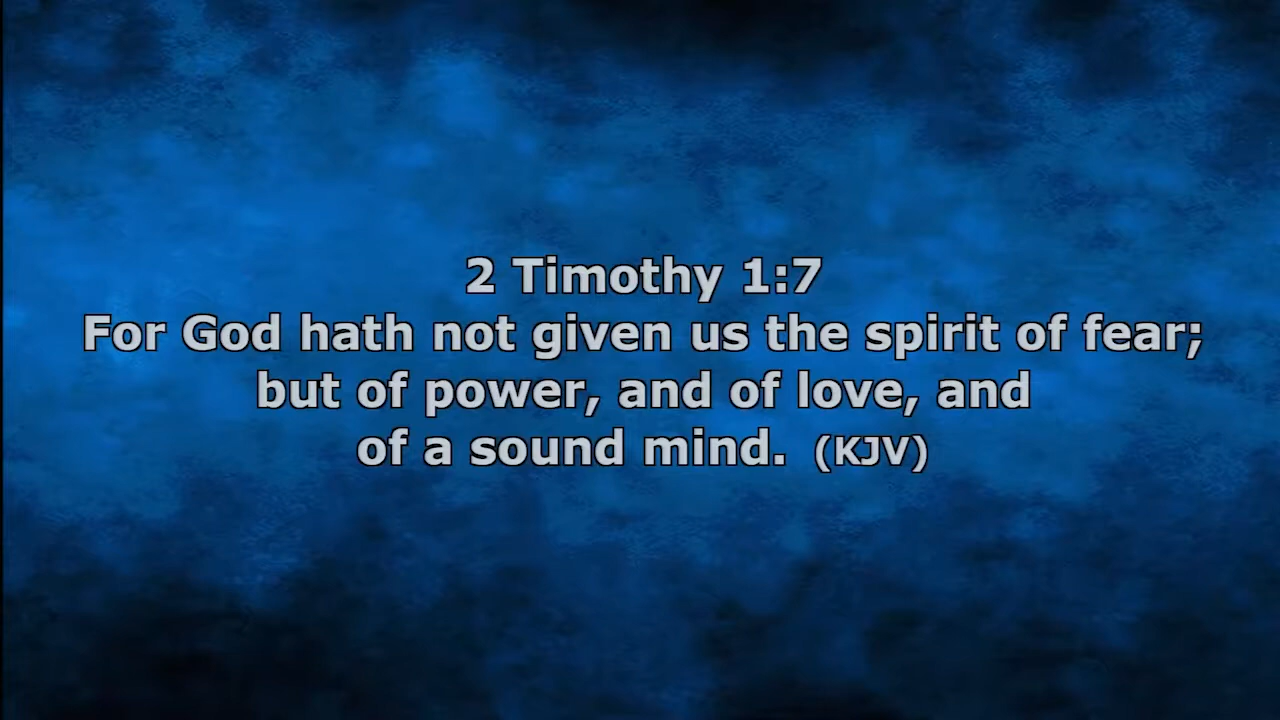 2 Timothy 1:7
For God hath not given us the spirit of fear;
but of power, and of love, and
of a sound mind. (KJV)